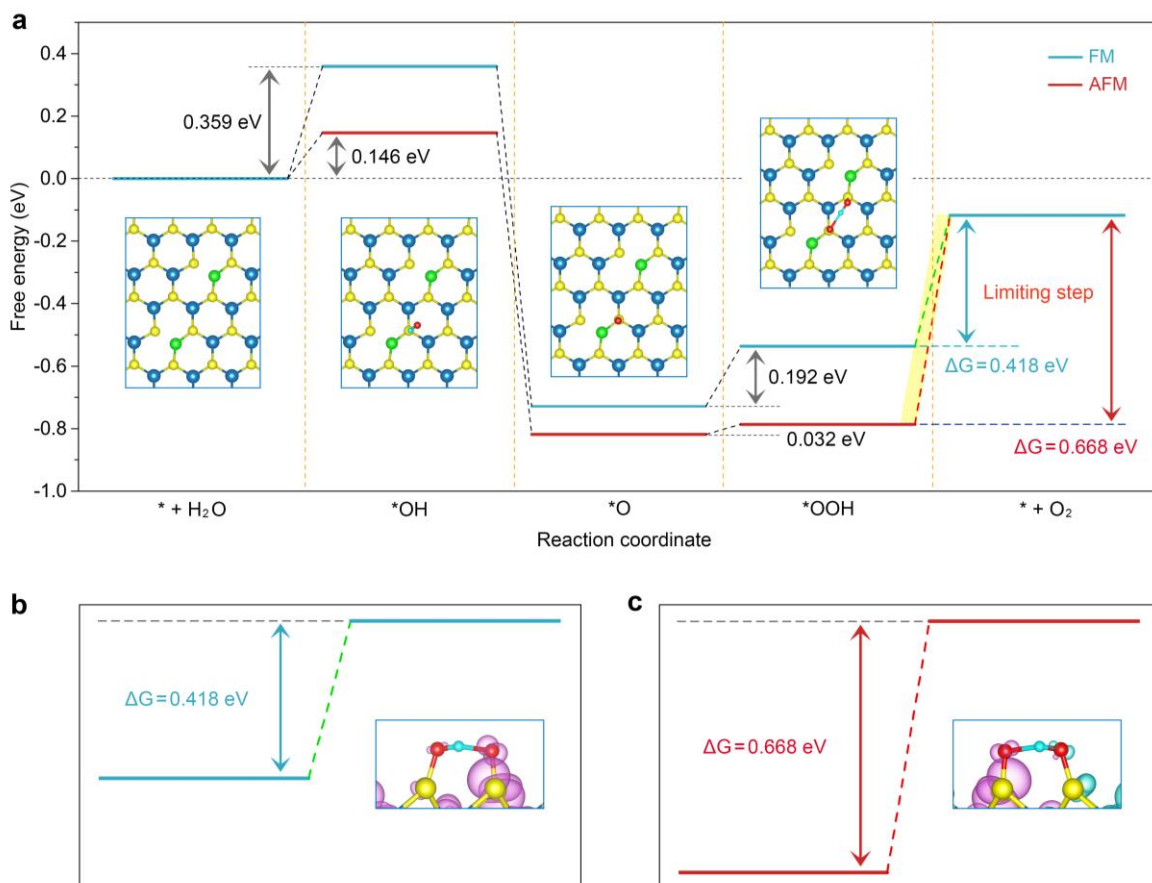 a
FM
AFM
0.4
0.2
0.0
-0.2
-0.4
-0.6
-0.8
-1.0
Free energy (eV)
0.359 eV
0.146 eV
0.192 eV
0.032 eV
Limiting step
ΔG=0.418 eV
ΔG=0.668 eV
* + H₂O
*OH
*O
*OOH
* + O₂
Reaction coordinate
b
ΔG=0.418 eV
c
ΔG=0.668 eV